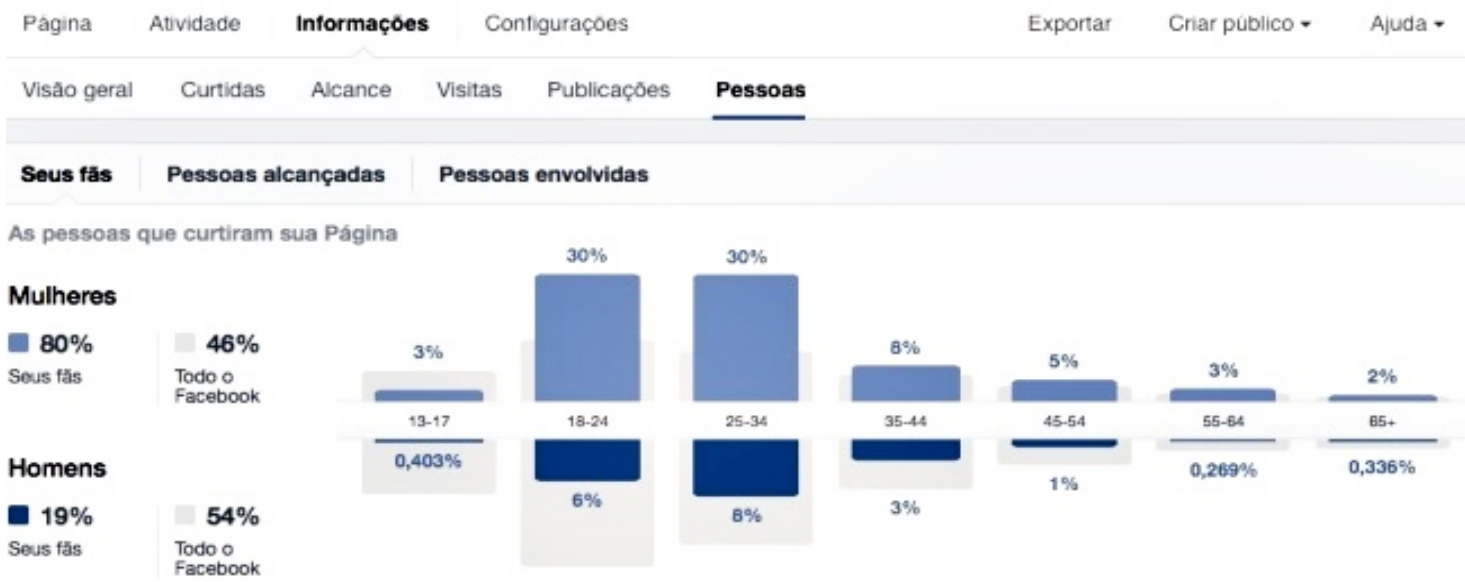 Página Atividade Informações Configurações Exportar Criar público Ajuda
Visão geral Curtidas Alcance Visitas Publicações Pessoas
Seus fãs Pessoas alcançadas Pessoas envolvidas
As pessoas que curtiram sua Página
Mulheres
80% 46%
Seus fãs Todo o
Facebook
30% 30%
3% 8% 5% 3% 2%
13-17 18-24 25-34 35-44 45-54 55-64 65+
0,403% 6% 8% 3% 1% 0,269% 0,336%
Homens
19% 54%
Seus fãs Todo o
Facebook